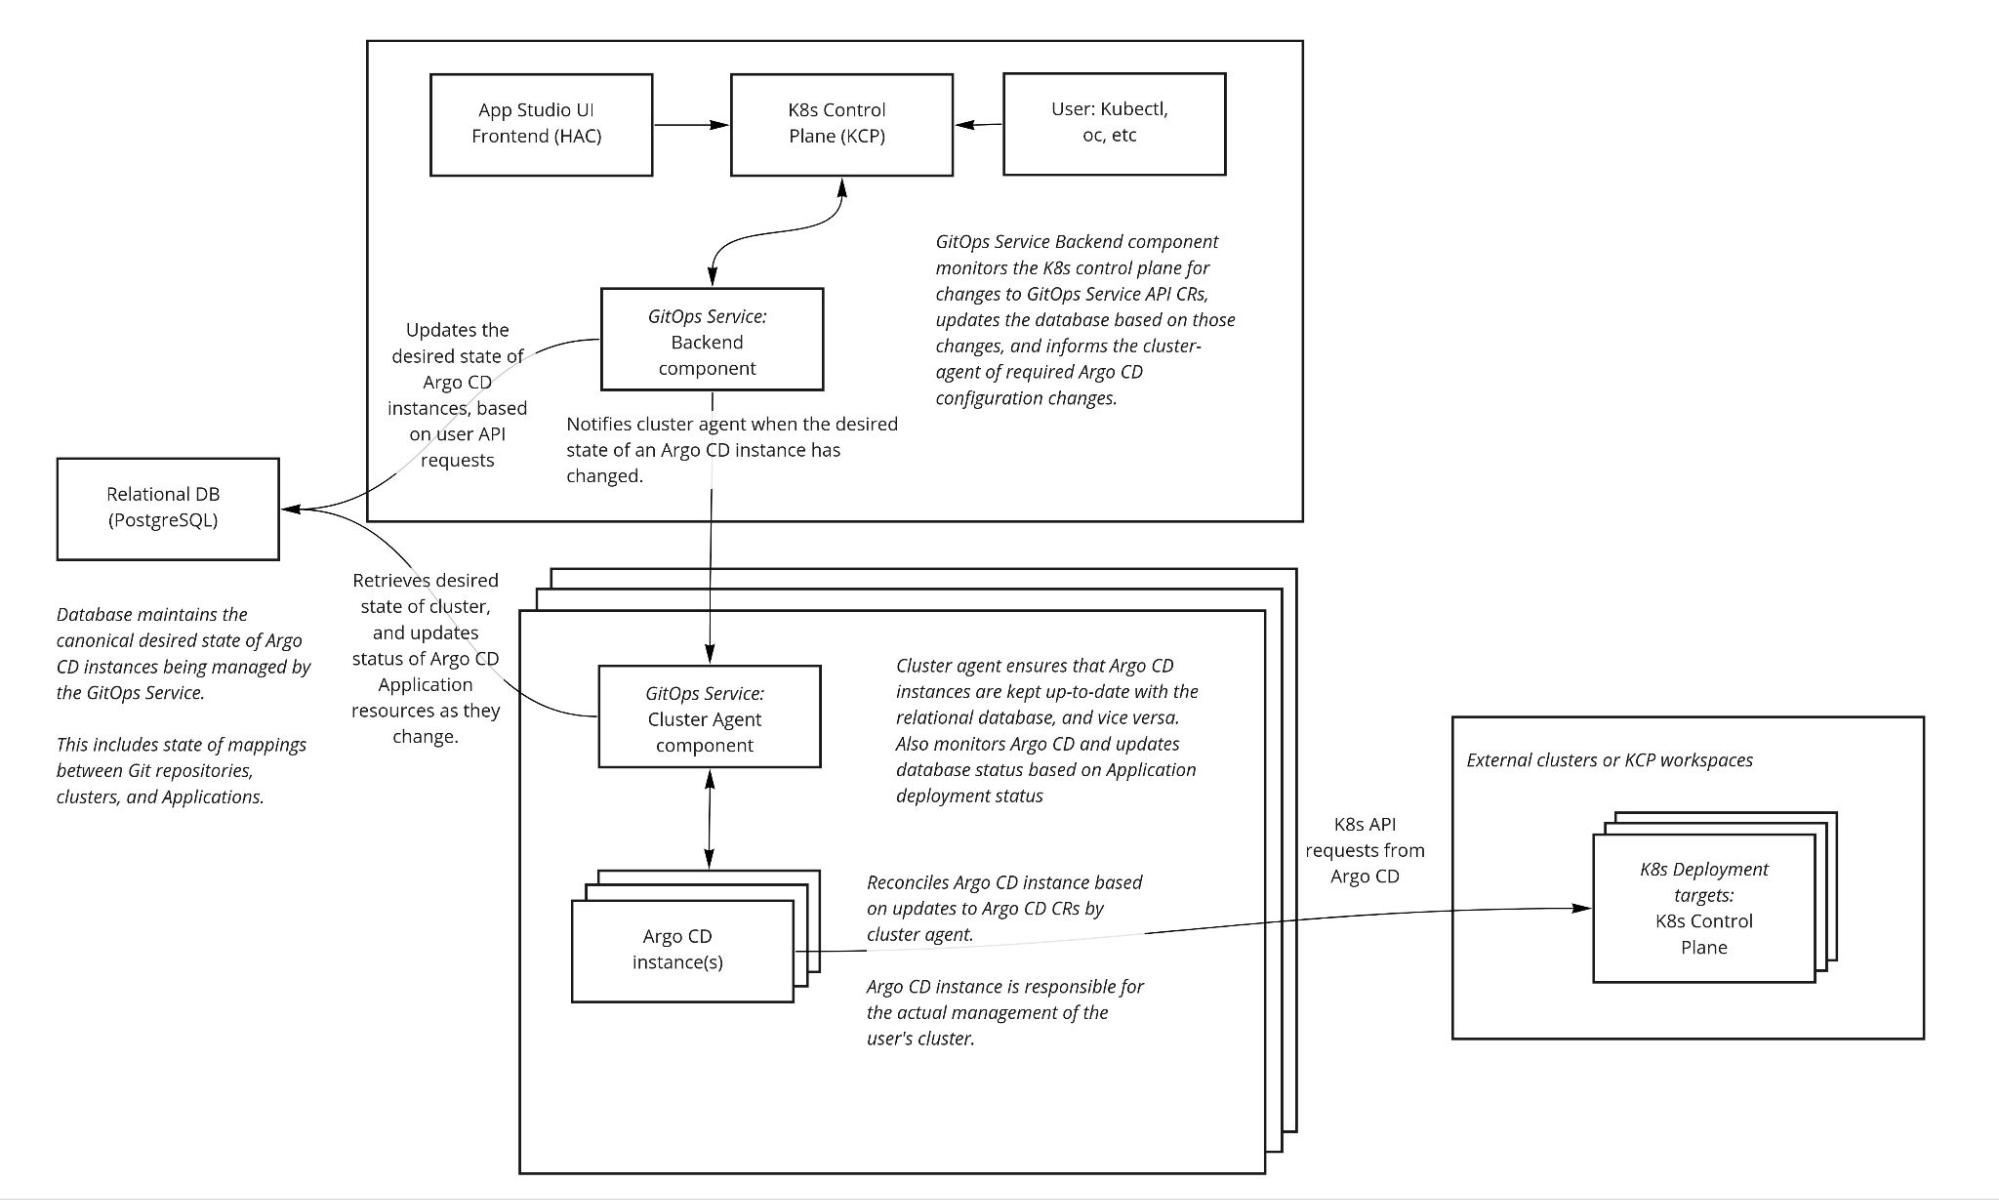 App Studio UI
Frontend (HAC)
K8s Control
Plane (KCP)
User: Kubectl,
oc, etc
GitOps Service Backend component
monitors the K8s control plane for
changes to GitOps Service API CRs,
updates the database based on those
changes, and informs the cluster-
agent of required Argo CD
configuration changes.
GitOps Service:
Backend
component
Updates the
desired state of
Argo CD
instances, based
on user API
requests
Notifies cluster agent when the desired
state of an Argo CD instance has
changed.
Relational DB
(PostgreSQL)
Database maintains the
canonical desired state of Argo
CD instances being managed by
the GitOps Service.
This includes state of mappings
between Git repositories,
clusters, and Applications.
Retrieves desired
state of cluster,
and updates
status of Argo CD
Application
resources as they
change.
GitOps Service:
Cluster Agent
component
Cluster agent ensures that Argo CD
instances are kept up-to-date with the
relational database, and vice versa.
Also monitors Argo CD and updates
database status based on Application
deployment status
Argo CD
instance(s)
Reconciles Argo CD instance based
on updates to Argo CD CRs by
cluster agent.
Argo CD instance is responsible for
the actual management of the
user's cluster.
K8s API
requests from
Argo CD
External clusters or KCP workspaces
K8s Deployment
targets:
K8s Control
Plane